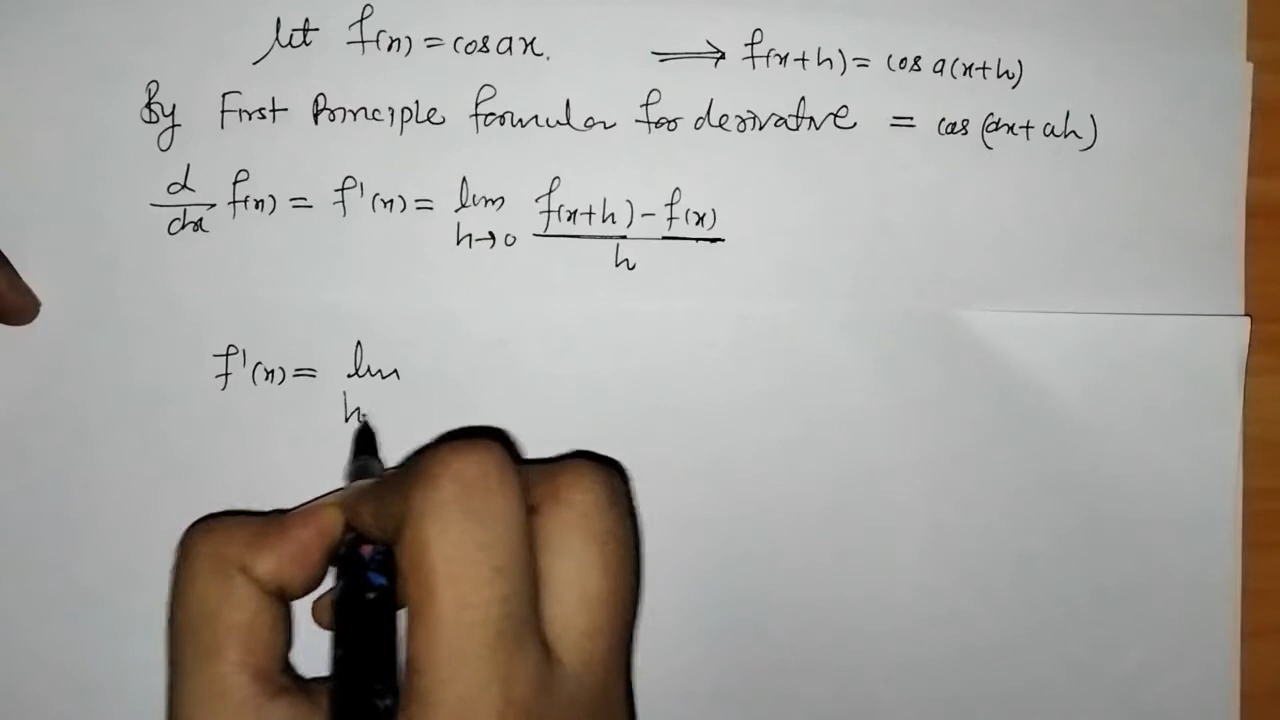 let f(x) = cos ax. ⟹ f(x+h) = cos a(x+h)
By First Principle formula for derivative = cos (ax + ah)
d/dx f(x) = f'(x) = lim h→0 f(x+h) - f(x) / h
f'(x) = lim h